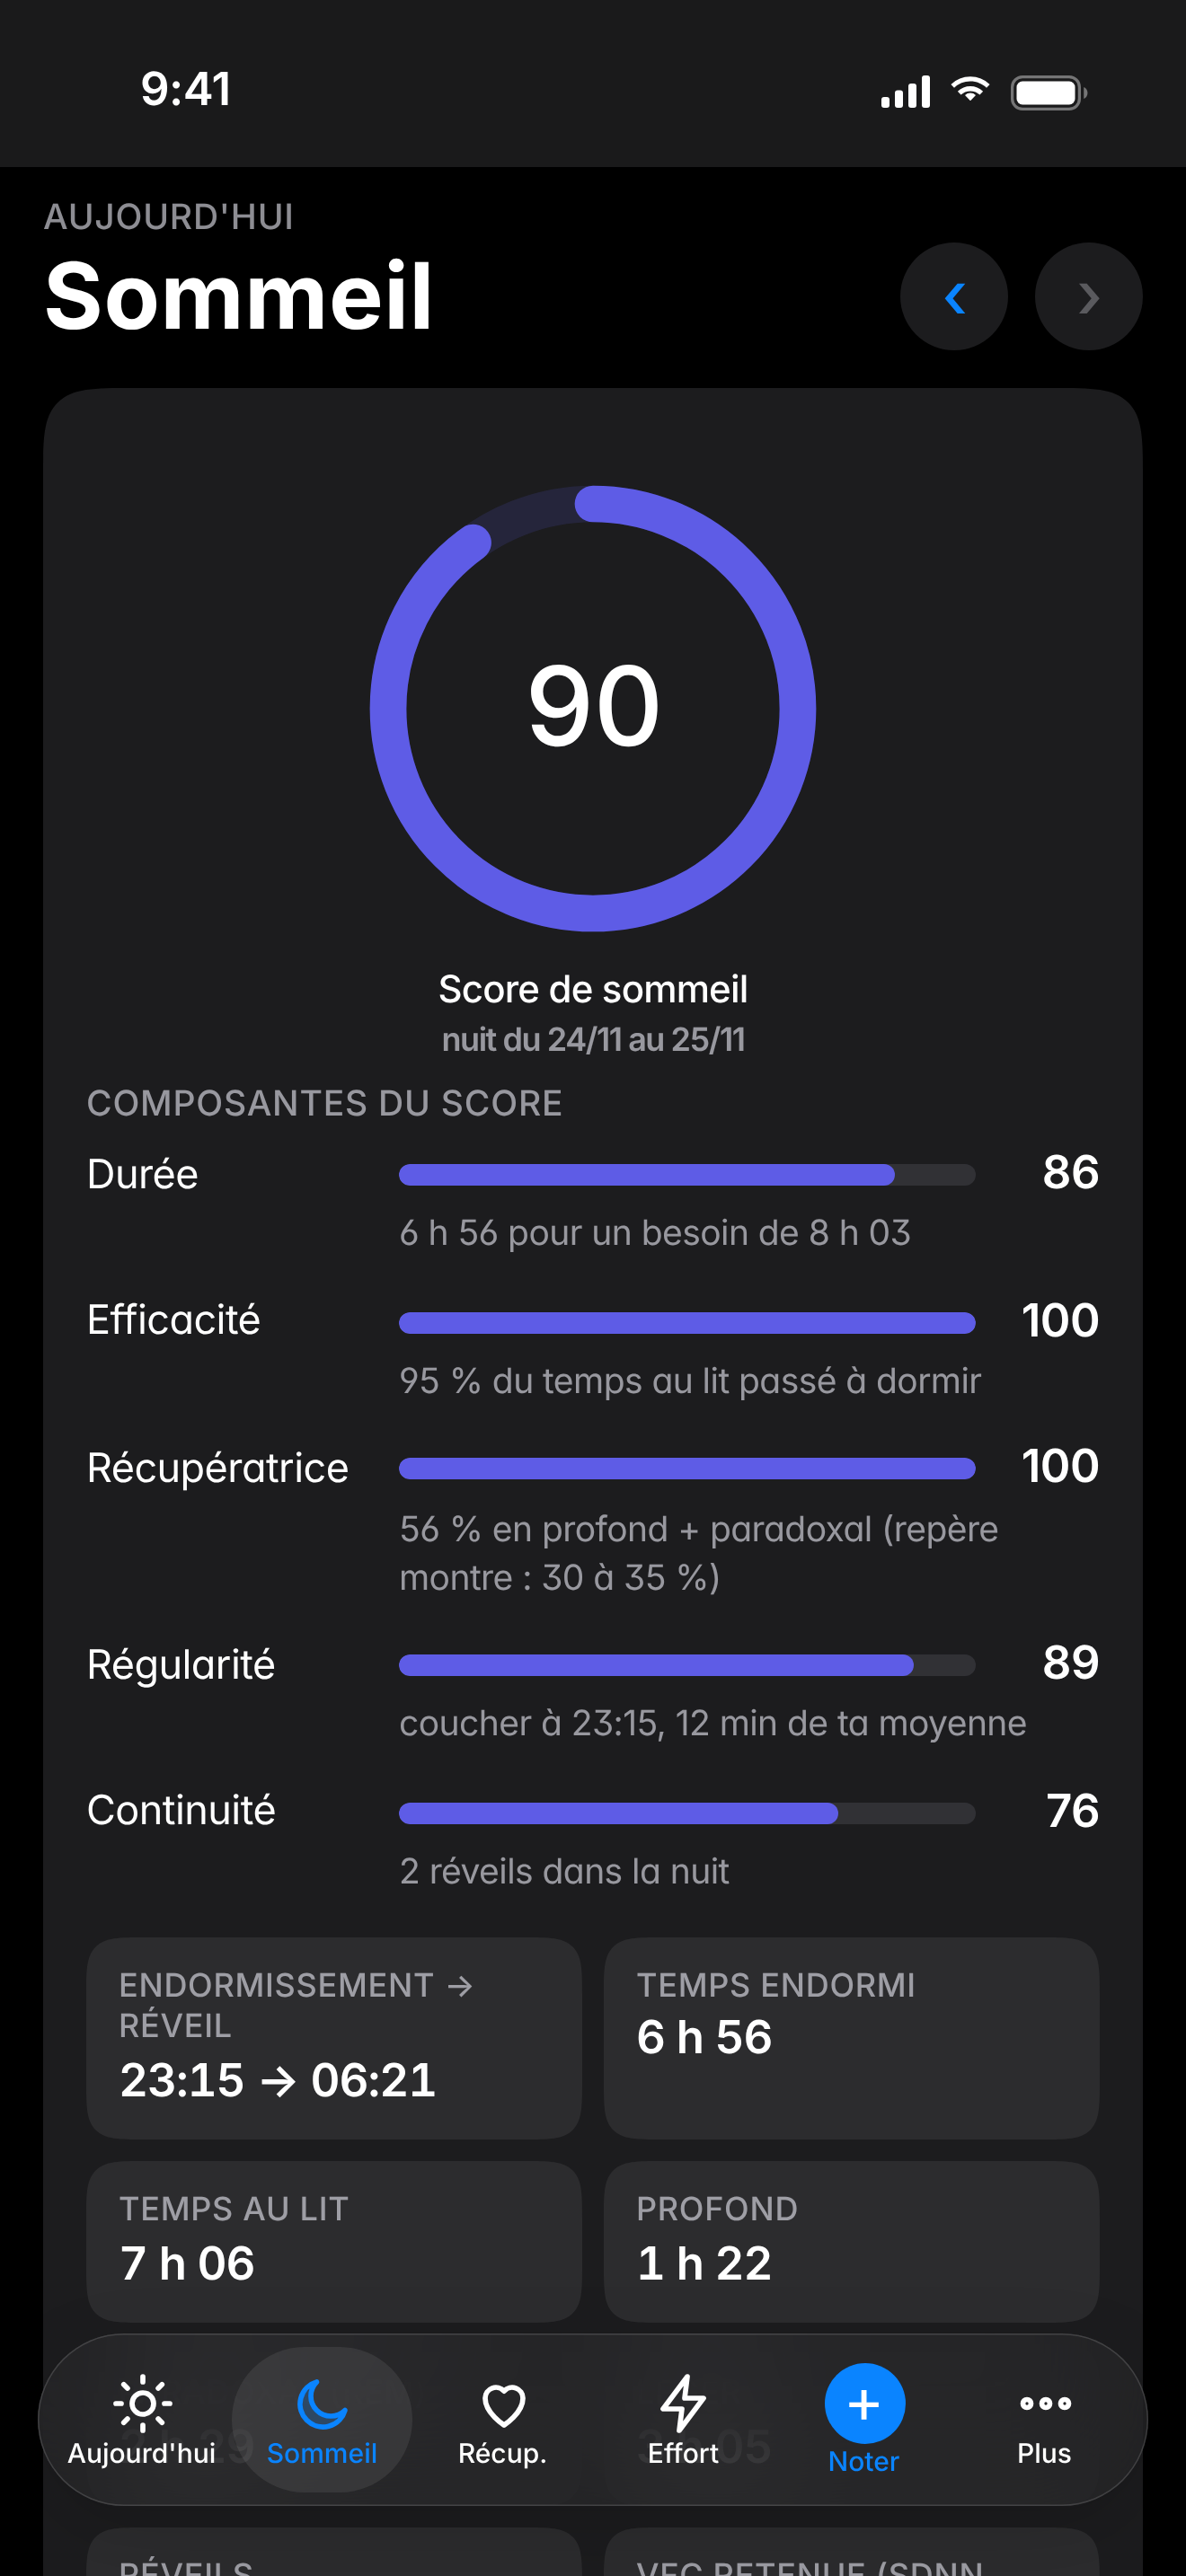 9:41
AUJOURD'HUI
Sommeil
90
Score de sommeil
nuit du 24/11 au 25/11
COMPOSANTES DU SCORE
Durée 86
6 h 56 pour un besoin de 8 h 03
Efficacité 100
95 % du temps au lit passé à dormir
Récupératrice 100
56 % en profond + paradoxal (repère
montre : 30 à 35 %)
Régularité 89
coucher à 23:15, 12 min de ta moyenne
Continuité 76
2 réveils dans la nuit
ENDORMISSEMENT →
RÉVEIL
23:15 → 06:21
TEMPS ENDORMI
6 h 56
TEMPS AU LIT
7 h 06
PROFOND
1 h 22
Aujourd'hui
Sommeil
Récup.
Effort
Noter
Plus
RÉVEILS
VFC RETENUE (SDNN